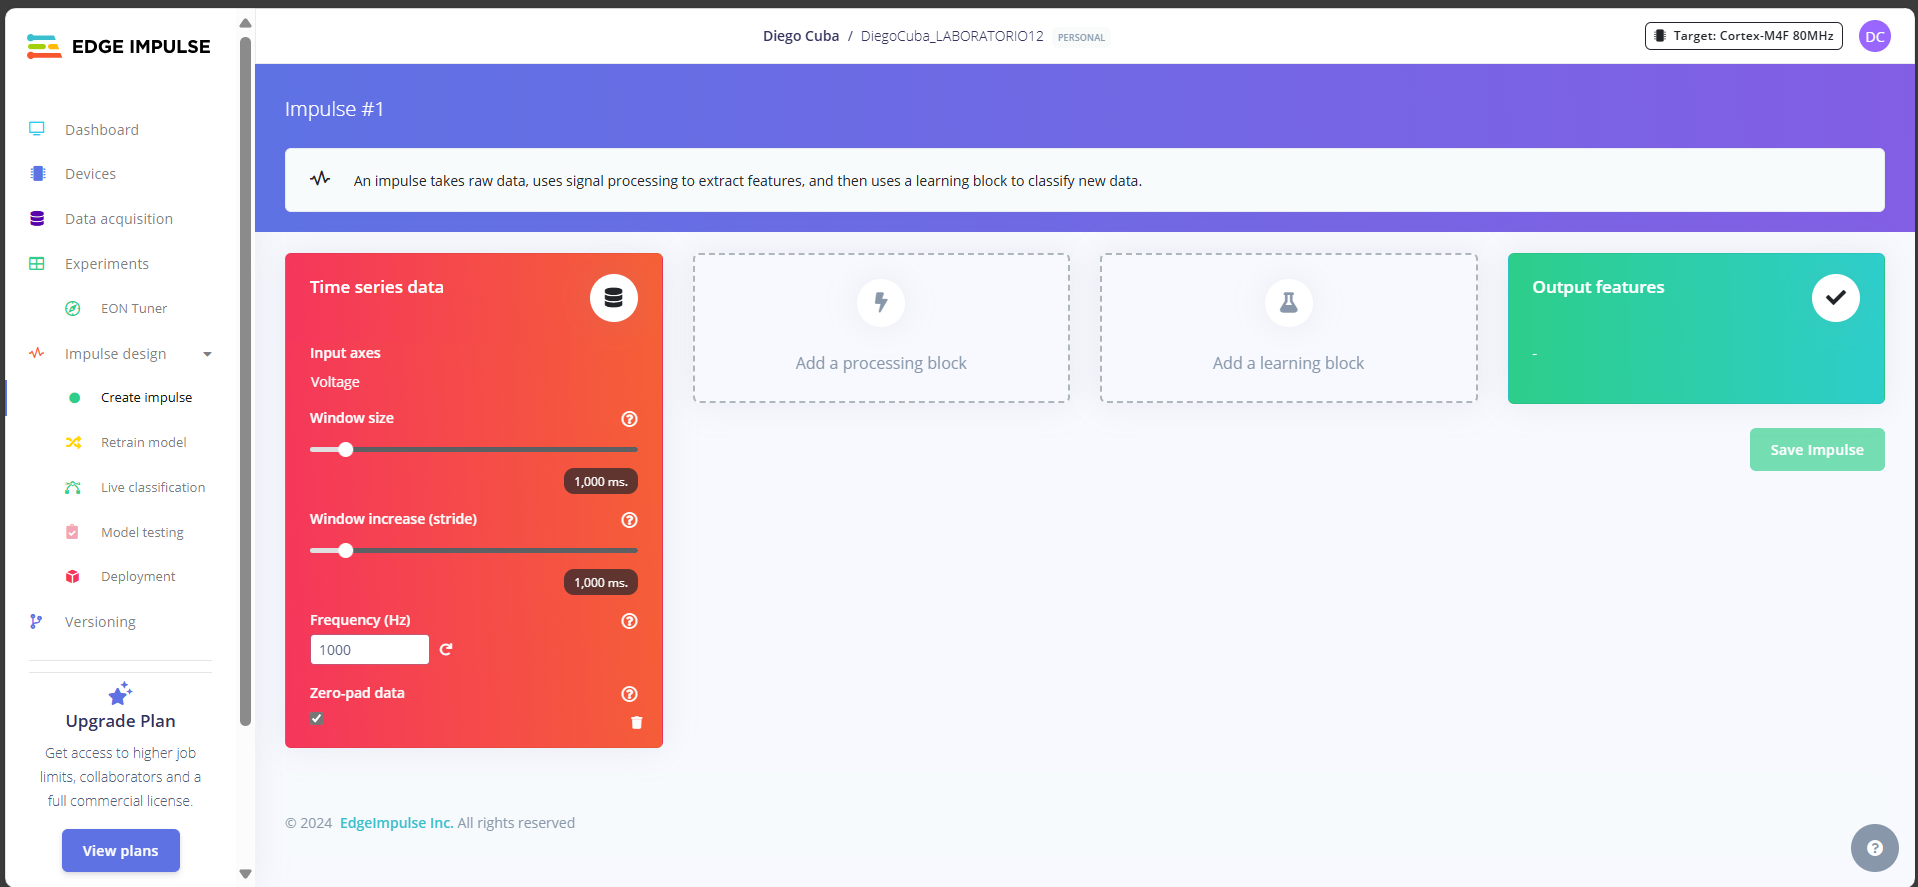 EDGE IMPULSE
Diego Cuba / DiegoCuba_LABORATORIO12 PERSONAL
Target: Cortex-M4F 80MHz
DC
Dashboard
Devices
Data acquisition
Experiments
EON Tuner
Impulse design
Create impulse
Retrain model
Live classification
Model testing
Deployment
Versioning
Upgrade Plan
Get access to higher job
limits, collaborators and a
full commercial license.
View plans
Impulse #1
An impulse takes raw data, uses signal processing to extract features, and then uses a learning block to classify new data.
Time series data
Input axes
Voltage
Window size
?
1,000 ms.
Window increase (stride)
?
1,000 ms.
Frequency (Hz)
?
1000
Zero-pad data
?
Add a processing block
Add a learning block
Output features
-
Save Impulse
© 2024 EdgeImpulse Inc. All rights reserved
?